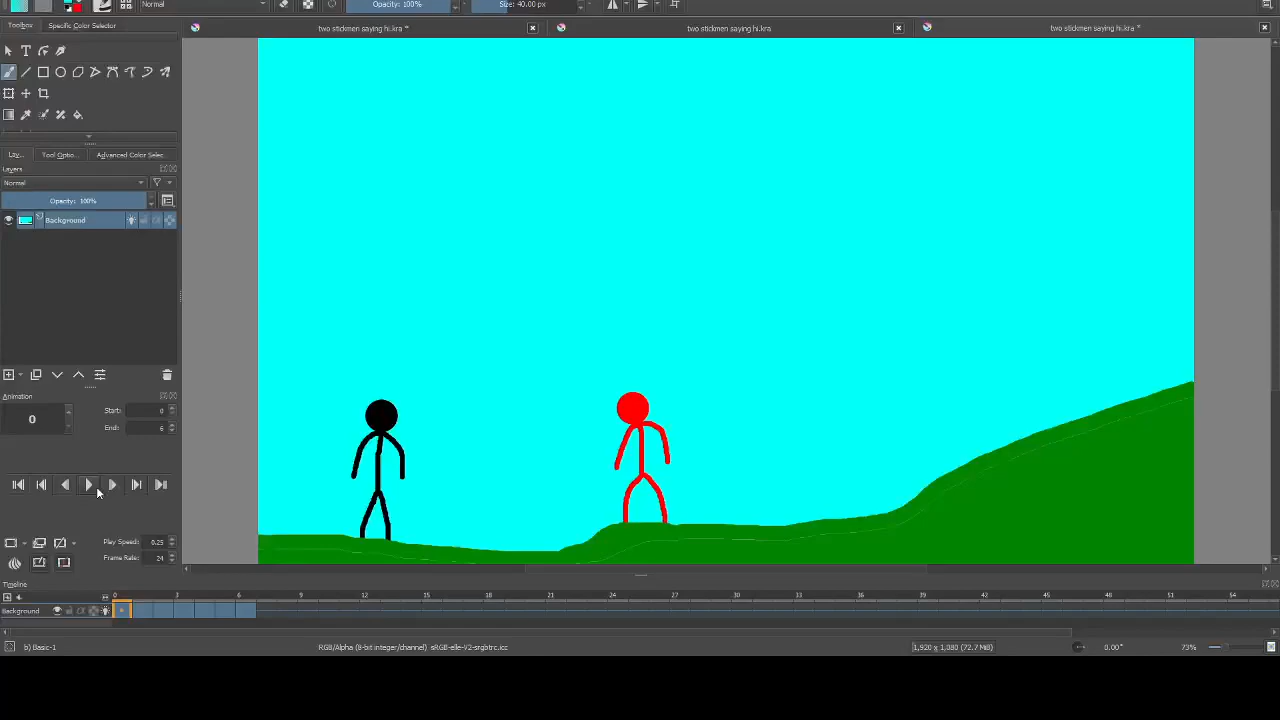 Normal
Opacity: 100%
Size: 40.00 px
Toolbox
Specific Color Selector
two stickmen saying hi.kra *
two stickmen saying hi.kra
two stickmen saying hi.kra *
Lay...
Tool Optio...
Advanced Color Selec
Layers
Normal
Opacity: 100%
Background
Animation
0
Start: 0
End: 6
Play Speed: 0.25
Frame Rate: 24
Timeline
0 3 6 9 12 15 18 21 24 27 30 33 36 39 42 45 48 51 54
Background
b) Basic-1
RGB/Alpha (8-bit integer/channel) sRGB-elle-V2-srgbtrc.icc
1,920 x 1,080 (72.7 MiB)
0.00°
73%